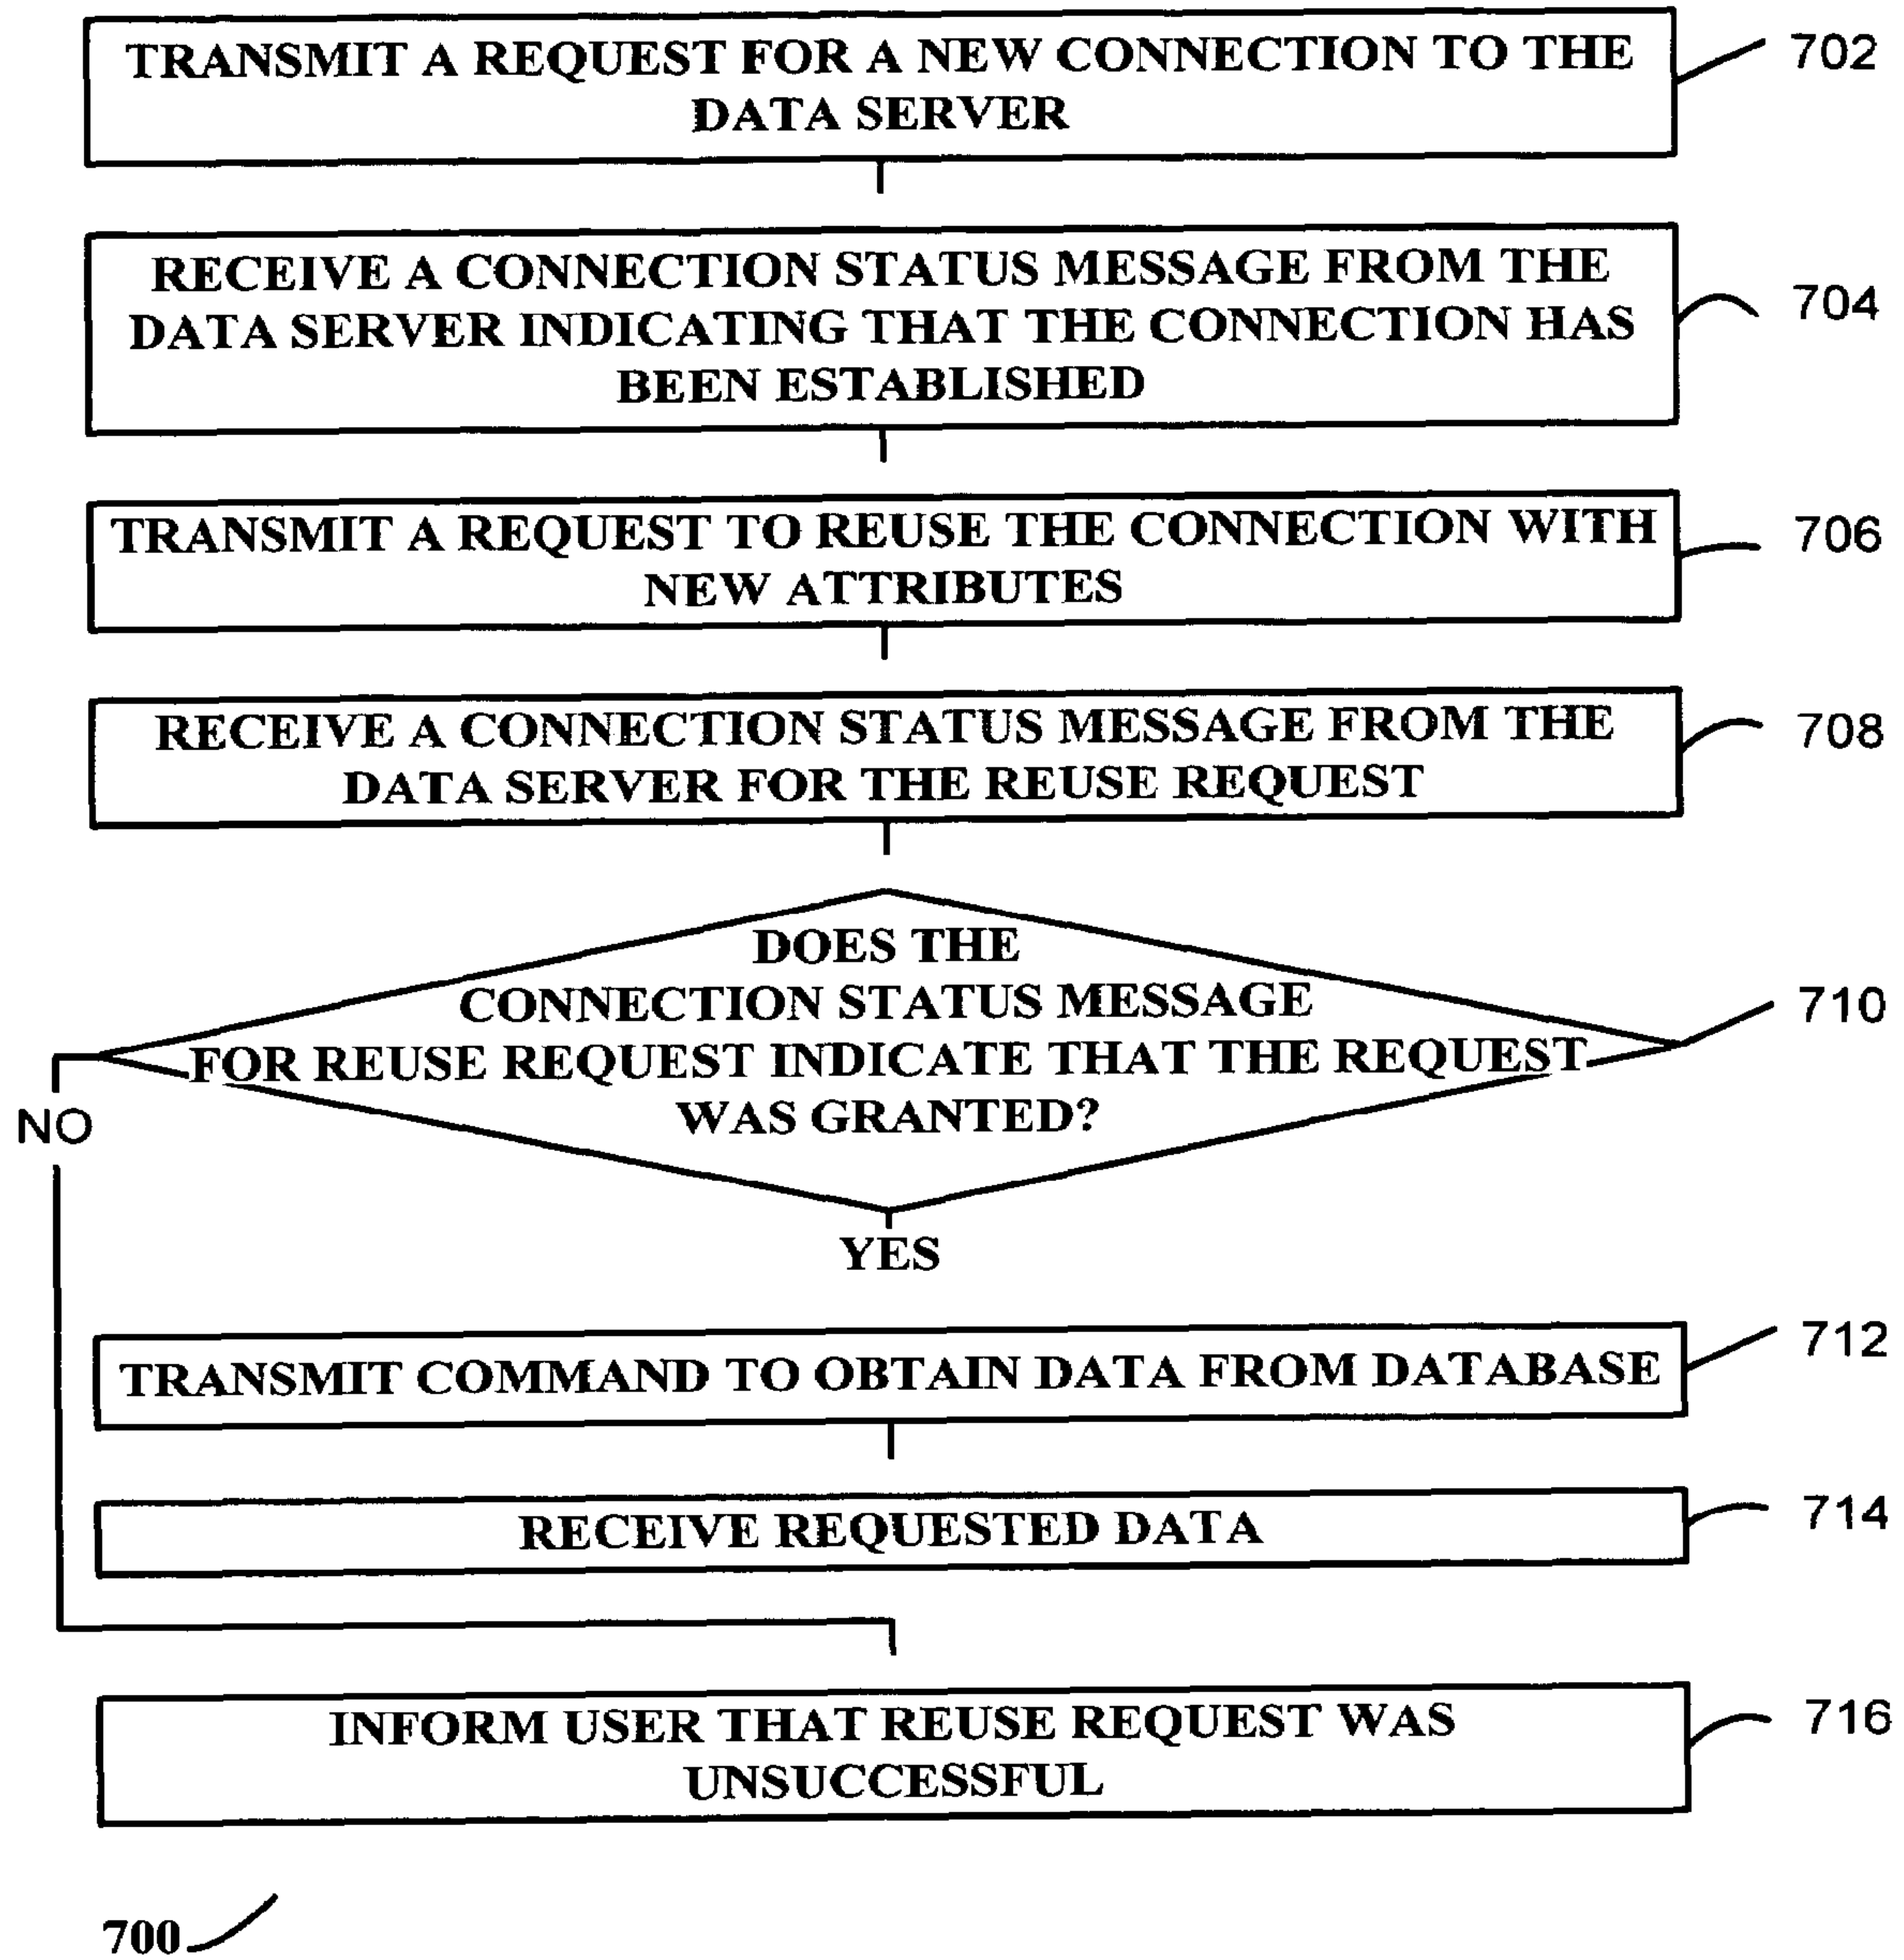 TRANSMIT A REQUEST FOR A NEW CONNECTION TO THE
DATA SERVER
702
RECEIVE A CONNECTION STATUS MESSAGE FROM THE
DATA SERVER INDICATING THAT THE CONNECTION HAS
BEEN ESTABLISHED
704
TRANSMIT A REQUEST TO REUSE THE CONNECTION WITH
NEW ATTRIBUTES
706
RECEIVE A CONNECTION STATUS MESSAGE FROM THE
DATA SERVER FOR THE REUSE REQUEST
708
DOES THE
CONNECTION STATUS MESSAGE
FOR REUSE REQUEST INDICATE THAT THE REQUEST
WAS GRANTED?
710
NO
YES
TRANSMIT COMMAND TO OBTAIN DATA FROM DATABASE
712
RECEIVE REQUESTED DATA
714
INFORM USER THAT REUSE REQUEST WAS
UNSUCCESSFUL
716
700